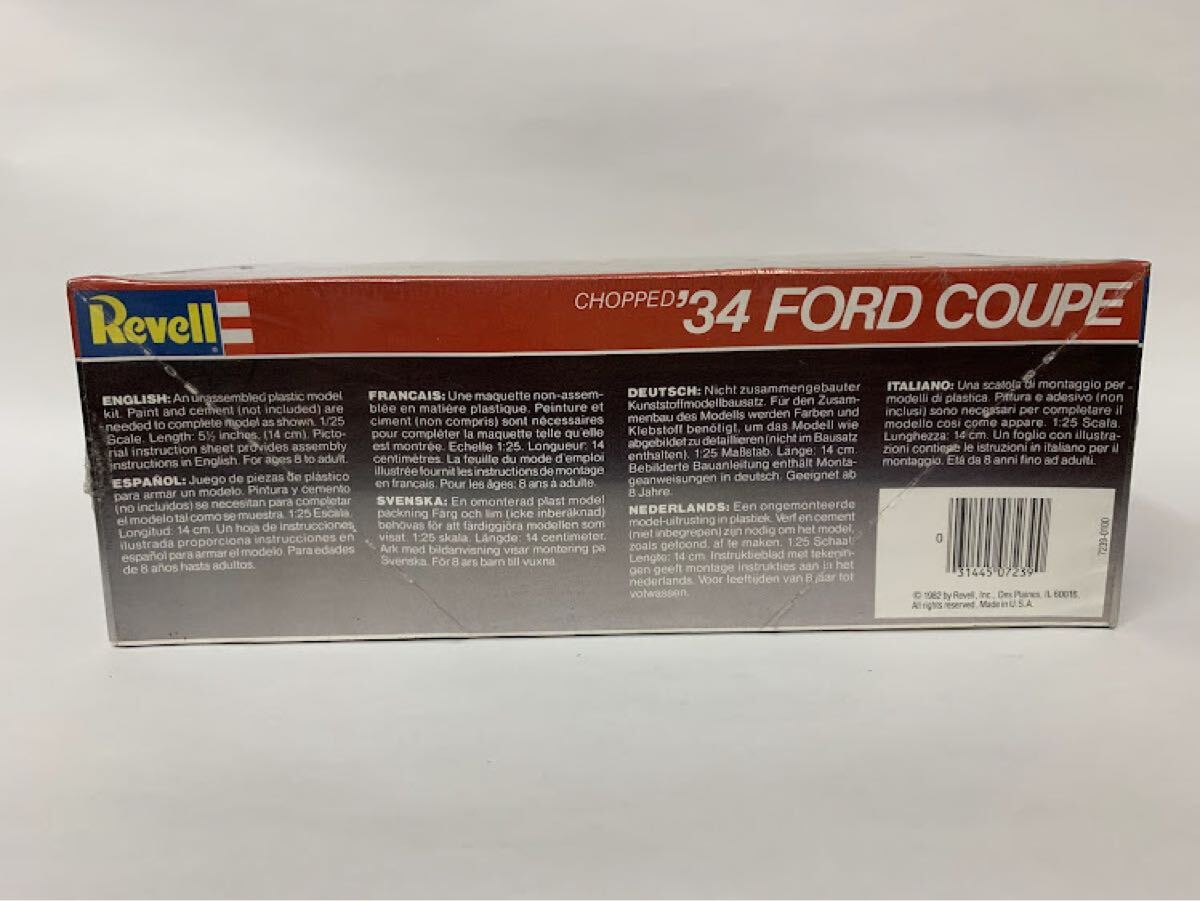 Revell
CHOPPED '34 FORD COUPE
ENGLISH: An unassembled plastic model
kit. Paint and cement (not included) are
needed to complete model as shown. 1/25
Scale. Length: 5½ inches, (14 cm). Picto-
rial instruction sheet provides assembly
instructions in English. For ages 8 to adult.
ESPAÑOL: Juego de piezas de plástico
para armar un modelo. Pintura y cemento
(no incluidos) se necesitan para completar
el modelo tal como se muestra. 1:25 Escala.
Longitud: 14 cm. Un hoja de instrucciones
ilustrada proporciona instrucciones en
español para armar el modelo. Para edades
de 8 años hasta adultos.
FRANCAIS: Une maquette non-assem-
blée en matière plastique. Peinture et
ciment (non compris) sont nécessaires
pour compléter la maquette telle qu'elle
est montrée. Echelle 1:25. Longueur: 14
centimètres. La feuille du mode d'emploi
illustrée fournit les instructions de montage
en francais. Pour les âges: 8 ans à adulte.
SVENSKA: En omonterad plast model
packning Färg och lim (icke inberäknad)
behövas för att färdiggjöra modellen som
visat. 1:25 skala. Längde: 14 centimeter.
Ark med bildanvisning visar montering pa
Svenska. För 8 ars barn till vuxna.
DEUTSCH: Nicht zusammengebauter
Kunststoffmodellbausatz. Für den Zusam-
menbau des Modells werden Farben und
Klebstoff benötigt, um das Modell wie
abgebildet zu detaillieren (nicht im Bausatz
enthalten). 1:25 Maßstab. Länge: 14 cm.
Bebilderte Bauanleitung enthält Monta-
geanweisungen in deutsch. Geeignet ab
8 Jahre.
NEDERLANDS: Een ongemonteerde
model-uitrusting in plastiek. Verf en cement
(niet inbegrepen) zijn nodig om het model,
zoals getoond, af te maken. 1:25 Schaal:
Lengte: 14 cm. Instruktieblad met tekenin-
gen geeft montage instrukties aan in het
nederlands. Voor leeftijden van 8 jaar tot
volwassen.
ITALIANO: Una scatola di montaggio per
modelli di plastica. Pittura e adesivo (non
inclusi) sono necesari per completare il
modello cosi come appare. 1:25 Scala.
Lunghezza: 14 cm. Un foglio con illustra-
zioni contiene le istruzioni in italiano per il
montaggio. Etá da 8 anni fino ad adulti.
0
31445 07239
7239-0100
© 1982 by Revell, Inc., Des Plaines, IL 60016,
All rights reserved. Made in U.S.A.